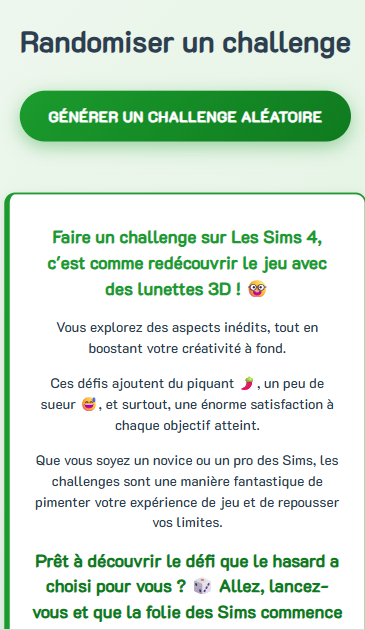 Randomiser un challenge
GÉNÉRER UN CHALLENGE ALÉATOIRE
Faire un challenge sur Les Sims 4,
c'est comme redécouvrir le jeu avec
des lunettes 3D ! 🤓
Vous explorez des aspects inédits, tout en
boostant votre créativité à fond.
Ces défis ajoutent du piquant 🌶️, un peu de
sueur 😅, et surtout, une énorme satisfaction à
chaque objectif atteint.
Que vous soyez un novice ou un pro des Sims, les
challenges sont une manière fantastique de
pimenter votre expérience de jeu et de repousser
vos limites.
Prêt à découvrir le défi que le hasard a
choisi pour vous ? 🎲 Allez, lancez-
vous et que la folie des Sims commence